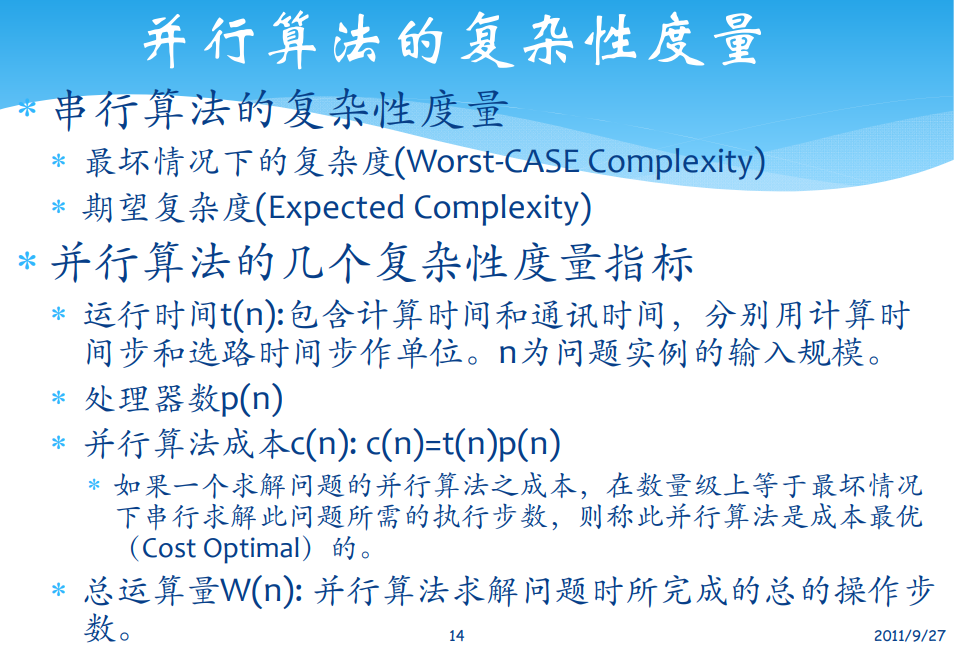 并行算法的复杂性度量
* 串行算法的复杂性度量
* 最坏情况下的复杂度(Worst-CASE Complexity)
* 期望复杂度(Expected Complexity)
* 并行算法的几个复杂性度量指标
* 运行时间t(n):包含计算时间和通讯时间，分别用计算时
间步和选路时间步作单位。n为问题实例的输入规模。
* 处理器数p(n)
* 并行算法成本c(n): c(n)=t(n)p(n)
* 如果一个求解问题的并行算法之成本，在数量级上等于最坏情况
下串行求解此问题所需的执行步数，则称此并行算法是成本最优
（Cost Optimal）的。
* 总运算量W(n): 并行算法求解问题时所完成的总的操作步
数。
14
2011/9/27